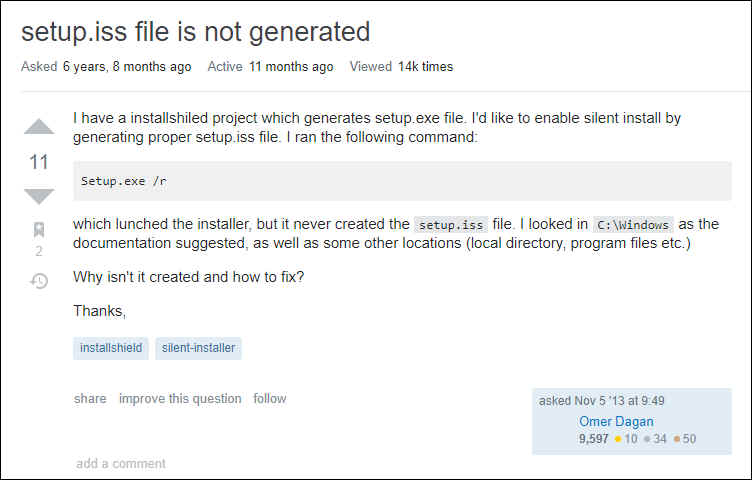 setup.iss file is not generated
Asked 6 years, 8 months ago Active 11 months ago Viewed 14k times
I have a installshiled project which generates setup.exe file. I'd like to enable silent install by
generating proper setup.iss file. I ran the following command:
11
Setup.exe /r
which lunched the installer, but it never created the setup.iss file. I looked in C:\Windows as the
documentation suggested, as well as some other locations (local directory, program files etc.)
2
Why isn't it created and how to fix?
Thanks,
installshield silent-installer
share improve this question follow
asked Nov 5 '13 at 9:49
Omer Dagan
9,597 10 34 50
add a comment